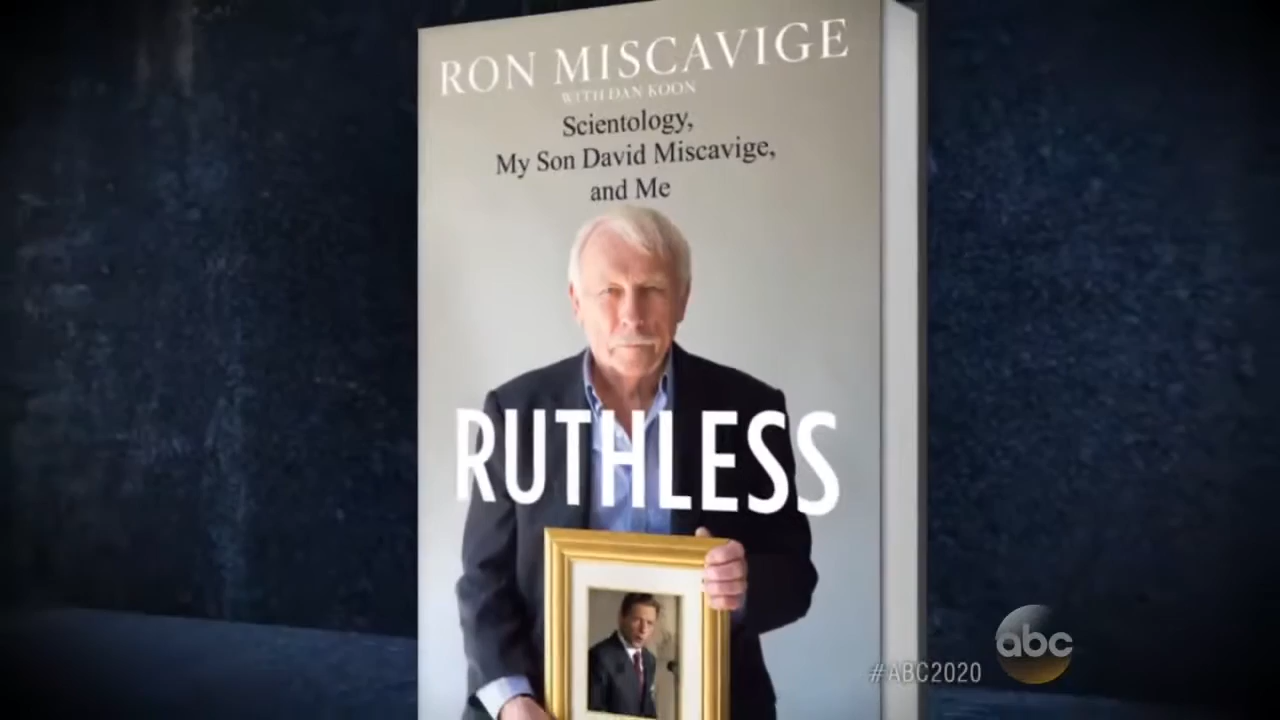 RON MISCAVIGE
WITH DAN KOON
Scientology,
My Son David Miscavige,
and Me
RUTHLESS
abc
#ABC2020